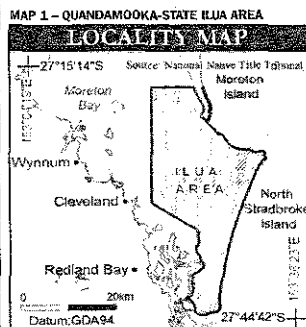 MAP 1 – QUANDAMOOKA-STATE ILUA AREA
LOCALITY MAP
27°15'14"S
Source: National Native Title Tribunal
Moreton Island
Moreton Bay
Wynnum
ILUA AREA
Cleveland
North Stradbroke Island
Redland Bay
0 20km
27°44'42"S
Datum:GDA94